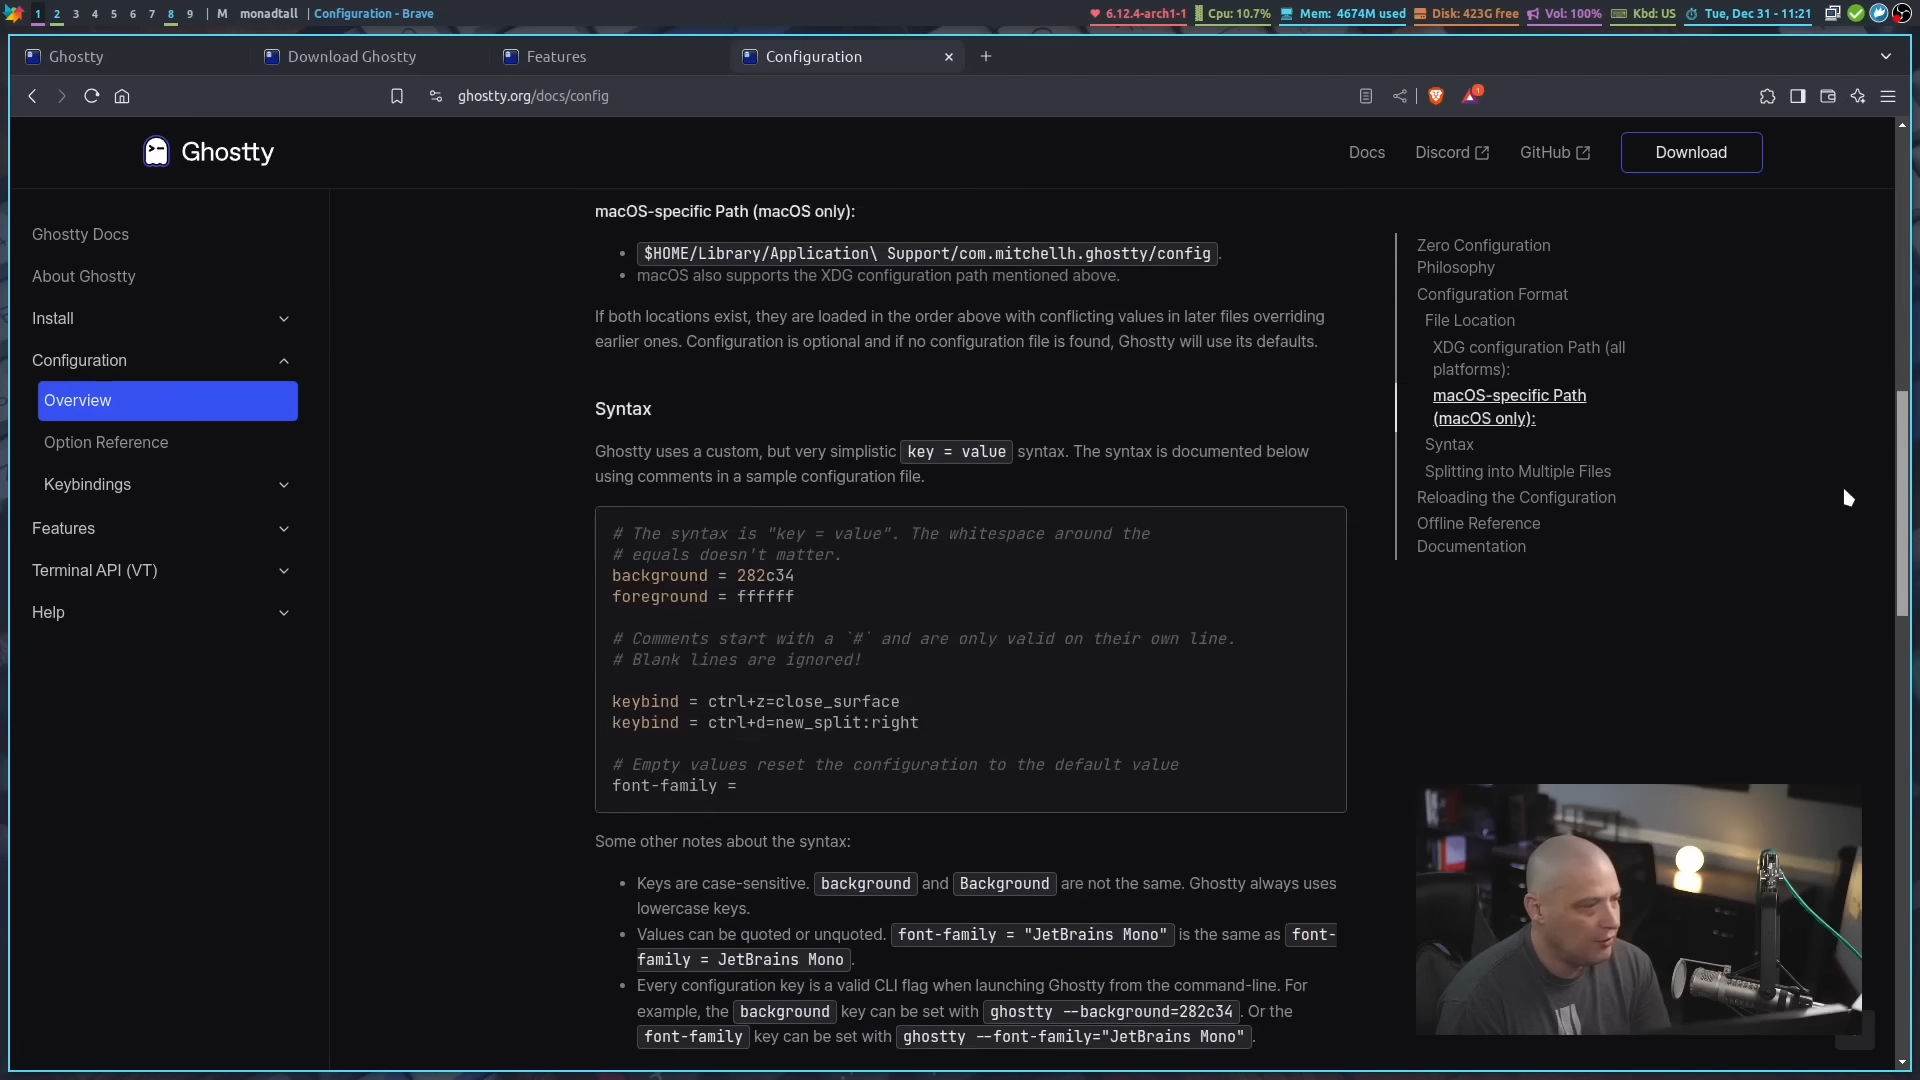 1 2 3 4 5 6 7 8 9 | M monadtall | Configuration - Brave
6.12.4-arch1-1 Cpu: 10.7% Mem: 4674M used Disk: 423G free Vol: 100% Kbd: US Tue, Dec 31 - 11:21
Ghostty
Download Ghostty
Features
Configuration
ghostty.org/docs/config
1
Ghostty
Docs
Discord
GitHub
Download
Ghostty Docs
About Ghostty
Install
Configuration
Overview
Option Reference
Keybindings
Features
Terminal API (VT)
Help
macOS-specific Path (macOS only):
$HOME/Library/Application\ Support/com.mitchellh.ghostty/config.
macOS also supports the XDG configuration path mentioned above.
If both locations exist, they are loaded in the order above with conflicting values in later files overriding
earlier ones. Configuration is optional and if no configuration file is found, Ghostty will use its defaults.
Syntax
Ghostty uses a custom, but very simplistic key = value syntax. The syntax is documented below
using comments in a sample configuration file.
# The syntax is "key = value". The whitespace around the
# equals doesn't matter.
background = 282c34
foreground = ffffff
# Comments start with a `#` and are only valid on their own line.
# Blank lines are ignored!
keybind = ctrl+z=close_surface
keybind = ctrl+d=new_split:right
# Empty values reset the configuration to the default value
font-family =
Some other notes about the syntax:
Keys are case-sensitive. background and Background are not the same. Ghostty always uses
lowercase keys.
Values can be quoted or unquoted. font-family = "JetBrains Mono" is the same as font-
family = JetBrains Mono.
Every configuration key is a valid CLI flag when launching Ghostty from the command-line. For
example, the background key can be set with ghostty --background=282c34. Or the
font-family key can be set with ghostty --font-family="JetBrains Mono".
Zero Configuration
Philosophy
Configuration Format
File Location
XDG configuration Path (all
platforms):
macOS-specific Path
(macOS only):
Syntax
Splitting into Multiple Files
Reloading the Configuration
Offline Reference
Documentation